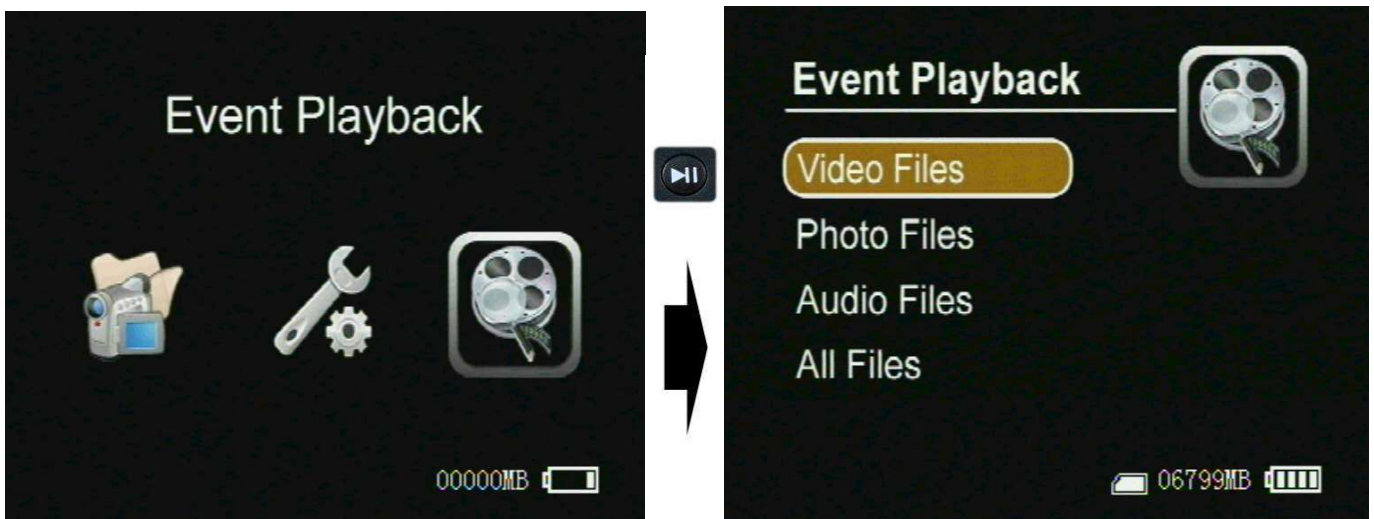 Event Playback
00000MB
Event Playback
Video Files
Photo Files
Audio Files
All Files
06799MB